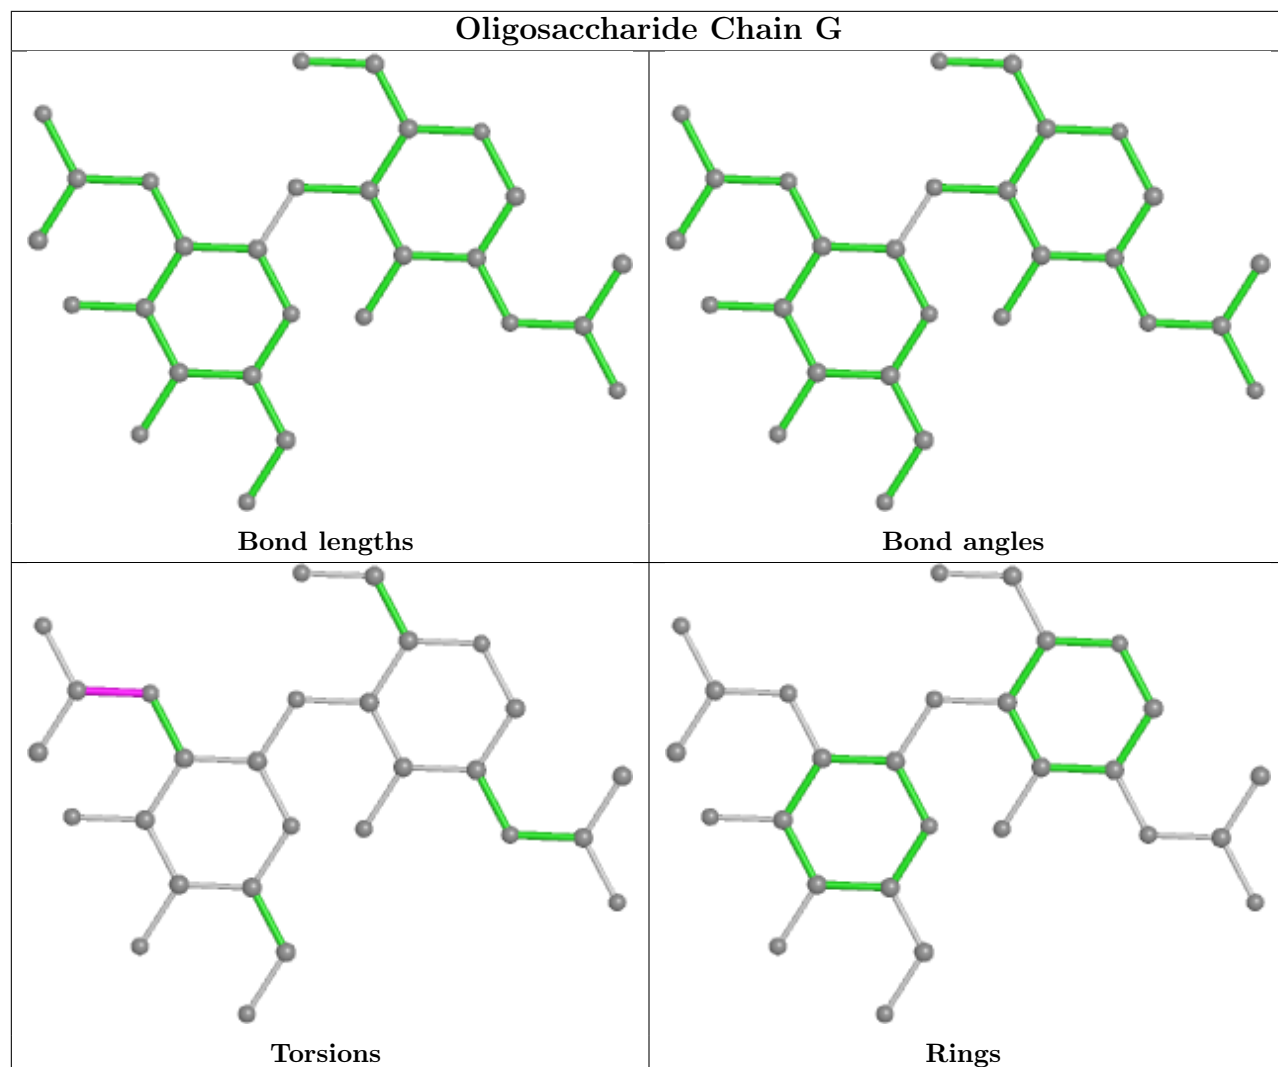 Oligosaccharide Chain G
Bond lengths
Bond angles
Torsions
Rings